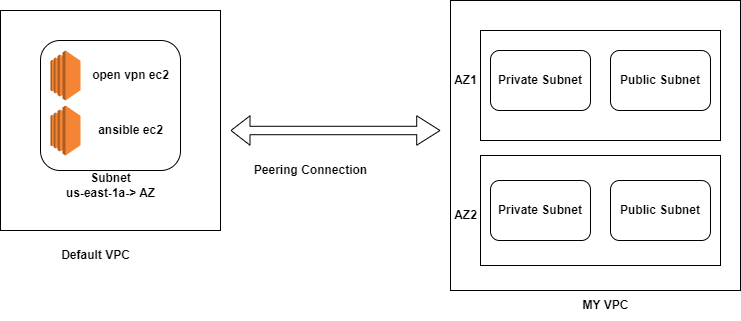 open vpn ec2
ansible ec2
Subnet
us-east-1a-> AZ
Default VPC
Peering Connection
AZ1
Private Subnet
Public Subnet
AZ2
Private Subnet
Public Subnet
MY VPC